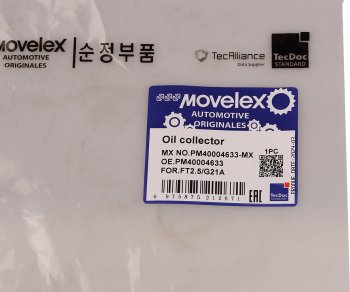 Movelex
AUTOMOTIVE
ORIGINALES
순정부품
TecAlliance
Data Supplier
TecDoc
STANDARD
Movelex
AUTOMOTIVE
ORIGINALES
Oil collector
MX NO.PM40004633-MX
OE.PM40004633
FOR.FT2.5/G21A
1PC
EAC
TecDoc